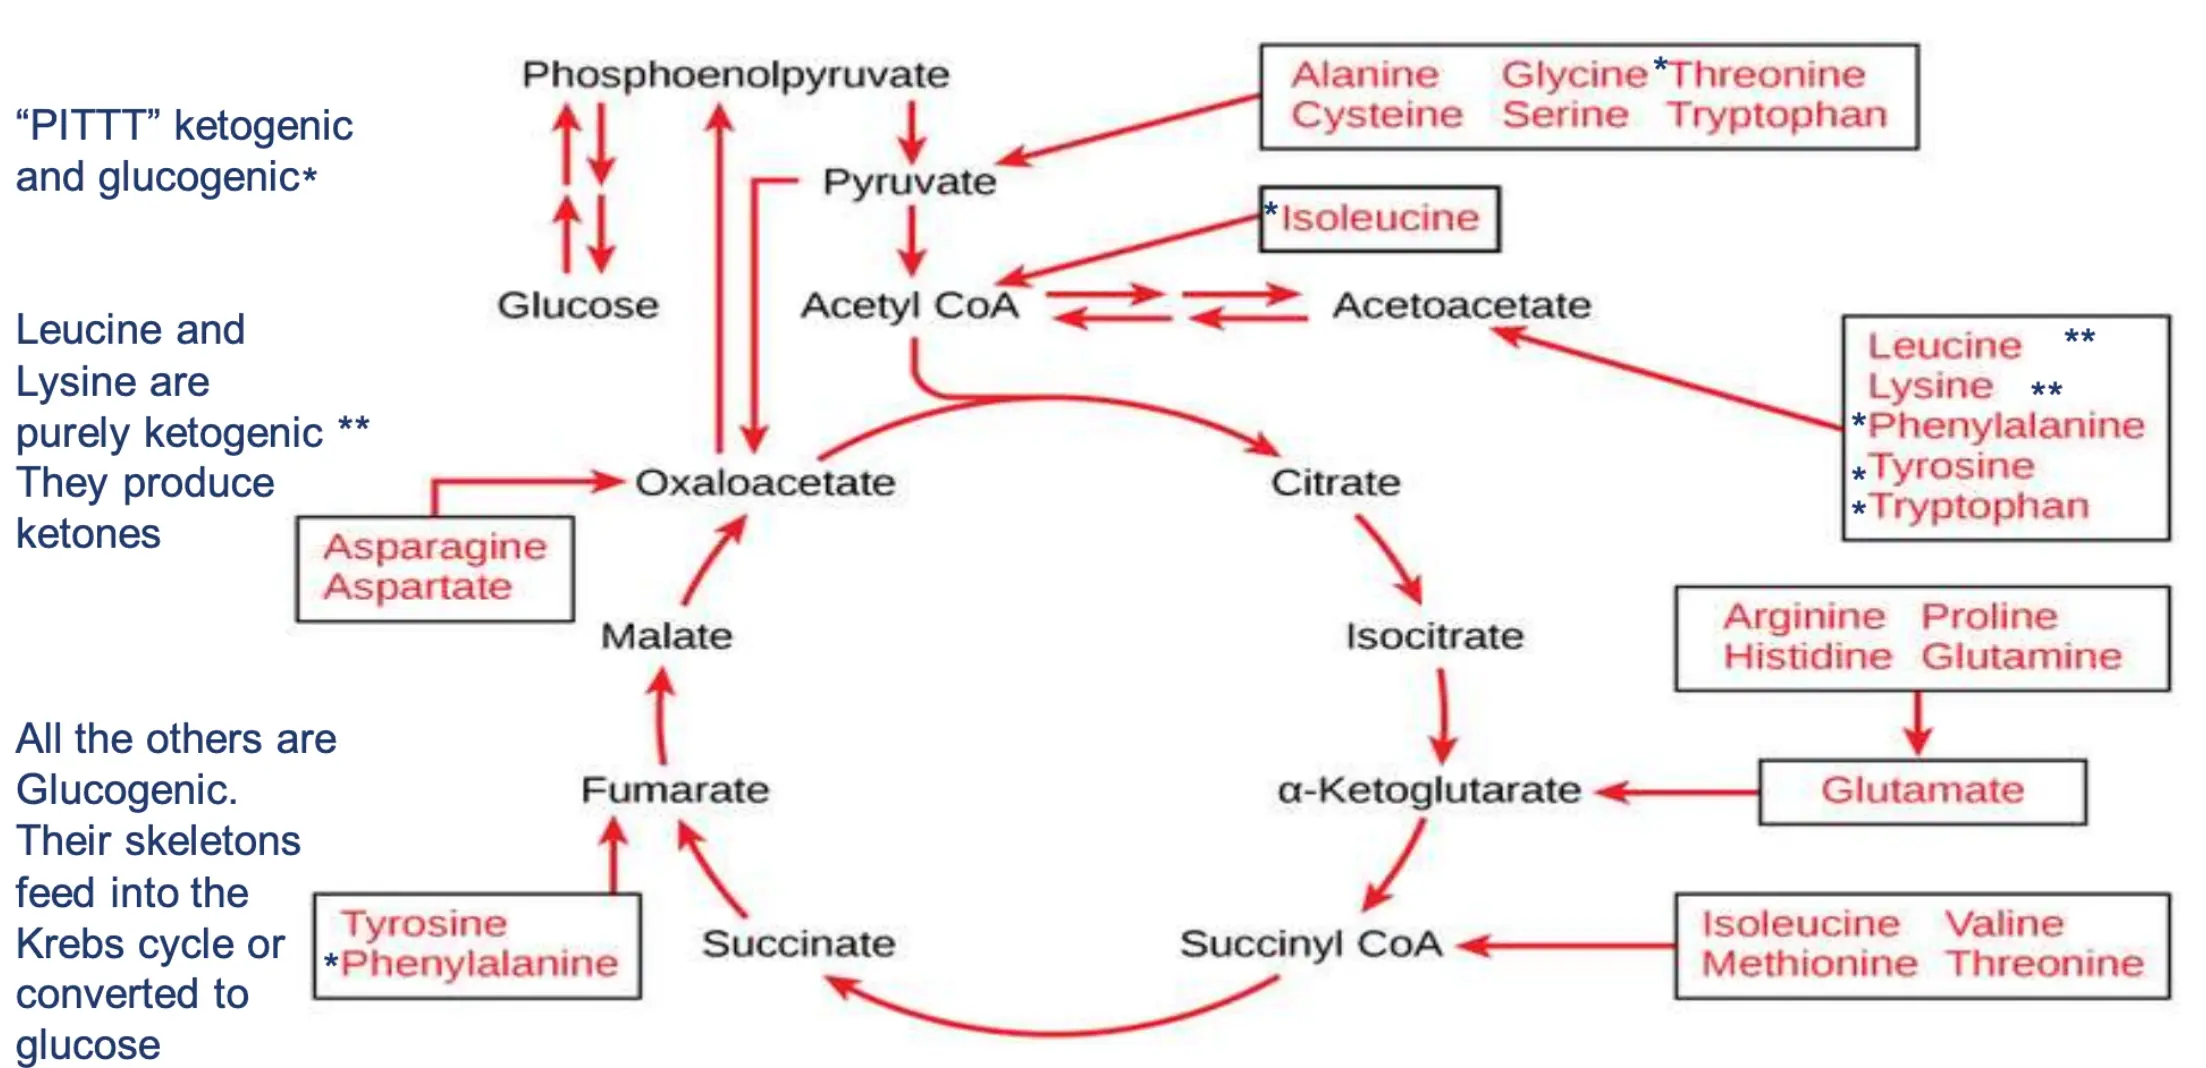 “PITTT” ketogenic
and glucogenic*
Leucine and
Lysine are
purely ketogenic **
They produce
ketones
All the others are
Glucogenic.
Their skeletons
feed into the
Krebs cycle or
converted to
glucose
Phosphoenolpyruvate
Alanine Glycine *Threonine
Cysteine Serine Tryptophan
Pyruvate
*Isoleucine
Glucose
Acetyl CoA
Acetoacetate
Leucine **
Lysine **
*Phenylalanine
*Tyrosine
*Tryptophan
Oxaloacetate
Citrate
Asparagine
Aspartate
Malate
Isocitrate
Arginine Proline
Histidine Glutamine
Fumarate
α-Ketoglutarate
Glutamate
Tyrosine
*Phenylalanine
Succinate
Succinyl CoA
Isoleucine Valine
Methionine Threonine